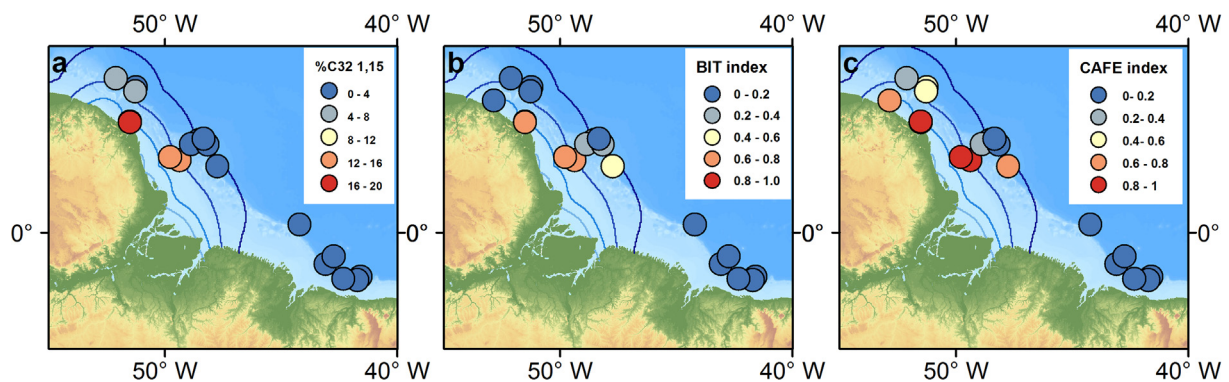 50° W 40° W 50° W 40° W 50° W 40° W
a %C32 1,15
0 - 4
4 - 8
8 - 12
12 - 16
16 - 20
b BIT index
0 - 0.2
0.2 - 0.4
0.4 - 0.6
0.6 - 0.8
0.8 - 1.0
c CAFE index
0- 0.2
0.2- 0.4
0.4- 0.6
0.6 - 0.8
0.8 - 1
0° 0° 0° 0°
50° W 40° W 50° W 40° W 50° W 40° W